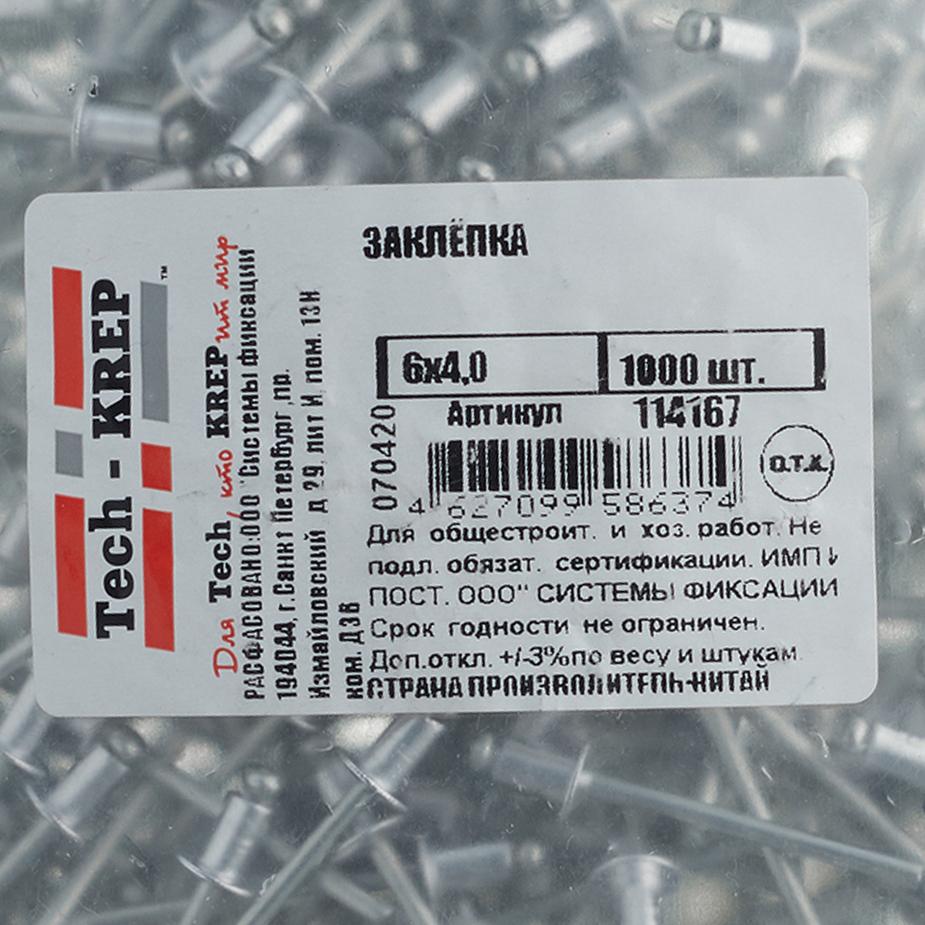 ЗАКЛЁПКА
6х4,0
1000 шт.
Артикул 114167
070420
4 627099 586374
О.Т.К.
Для общестроит. и хоз. работ. Не
подл. обязат. сертификации. ИМП И
ПОСТ. ООО" СИСТЕМЫ ФИКСАЦИИ
Срок годности не ограничен.
Доп.откл. +/-3%по весу и штукам.
СТРАНА ПРОИЗВОДИТЕЛЬ-КИТАЙ
Tech - KREP™
Для Tech, кто KREPит мир
РАСФАСОВАНО:ООО "Системы фиксации
194044, г.Санкт Петербург ,пр.
Измайловский д 29, лит И, пом. 13Н
ком. Д3В